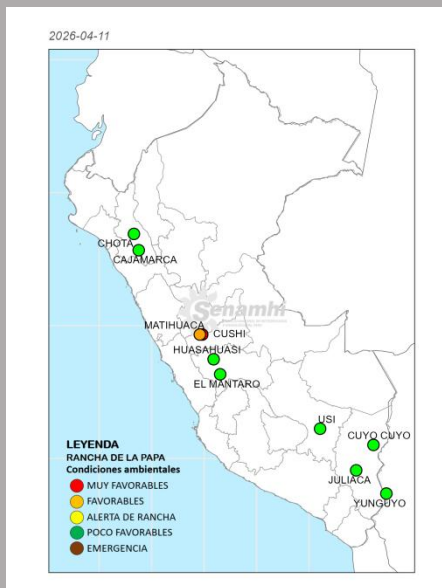 2026-04-11
CHOTA
CAJAMARCA
Senamhi
MATIHUACA
CUSHI
HUASAHUASI
EL MANTARO
USI
CUYO CUYO
JULIACA
YUNGUYO
LEYENDA
RANCHA DE LA PAPA
Condiciones ambientales
MUY FAVORABLES
FAVORABLES
ALERTA DE RANCHA
POCO FAVORABLES
EMERGENCIA